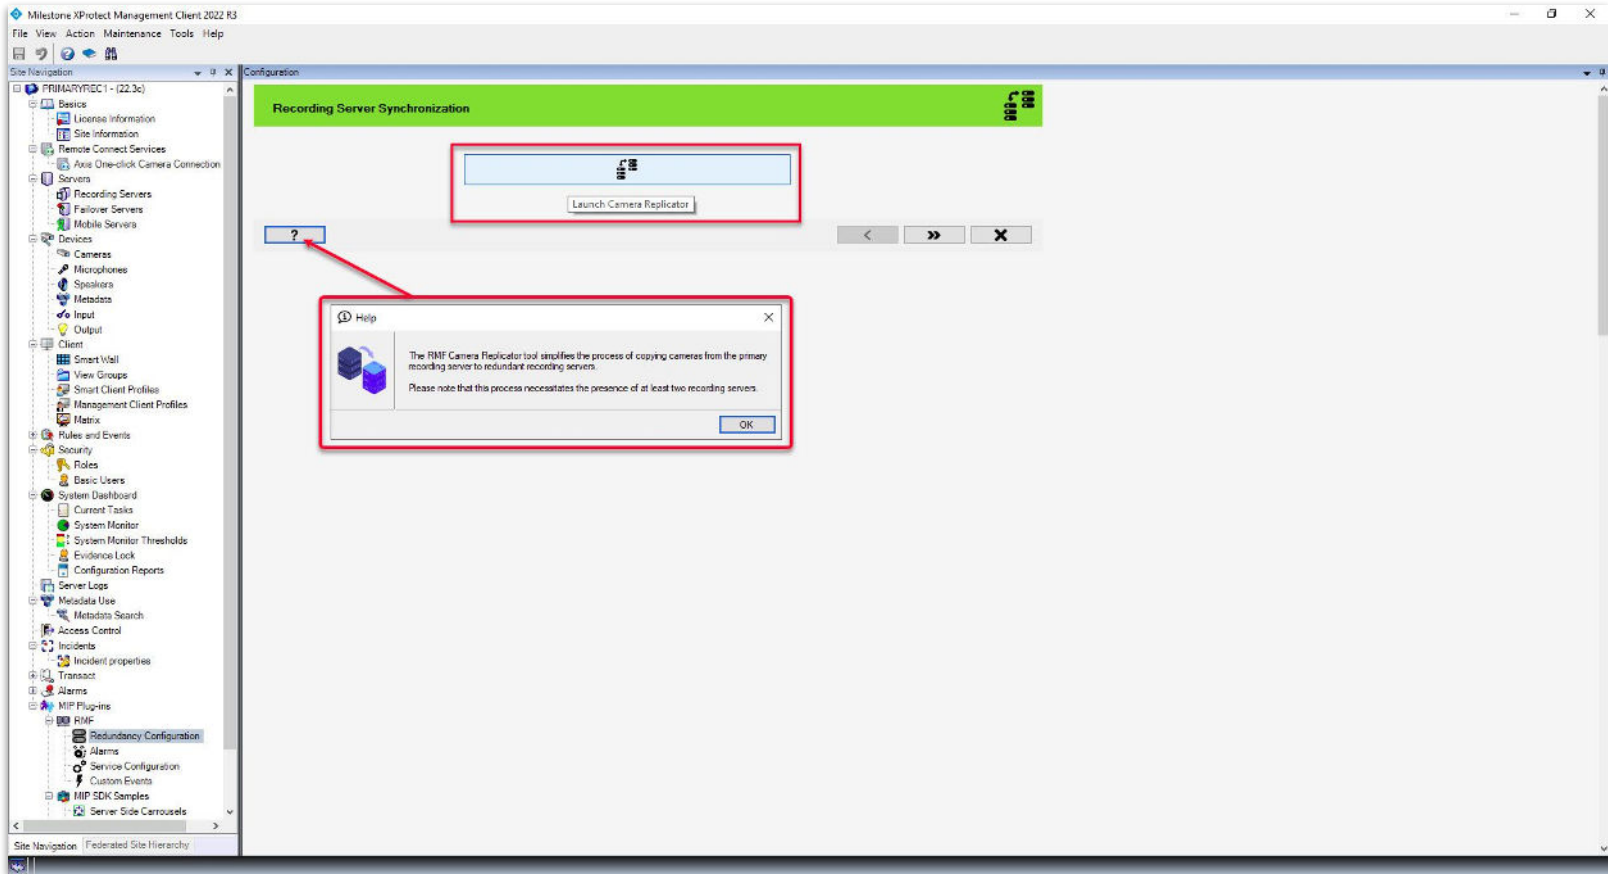 Milestone XProtect Management Client 2022 R3
File View Action Maintenance Tools Help
Site Navigation
PRIMARYREC1 - (22.3c)
Basics
License Information
Site Information
Remote Connect Services
Axis One-click Camera Connection
Servers
Recording Servers
Failover Servers
Mobile Servers
Devices
Cameras
Microphones
Speakers
Metadata
Input
Output
Client
Smart Wall
View Groups
Smart Client Profiles
Management Client Profiles
Matrix
Rules and Events
Security
Roles
Basic Users
System Dashboard
Current Tasks
System Monitor
System Monitor Thresholds
Evidence Lock
Configuration Reports
Server Logs
Metadata Use
Metadata Search
Access Control
Incidents
Incident properties
Transact
Alarms
MIP Plug-ins
RMF
Redundancy Configuration
Alarms
Service Configuration
Custom Events
MIP SDK Samples
Server Side Carrousels
Site Navigation Federated Site Hierarchy
Configuration
Recording Server Synchronization
Launch Camera Replicator
?
Help
The RMF Camera Replicator tool simplifies the process of copying cameras from the primary
recording server to redundant recording servers.
Please note that this process necessitates the presence of at least two recording servers.
OK